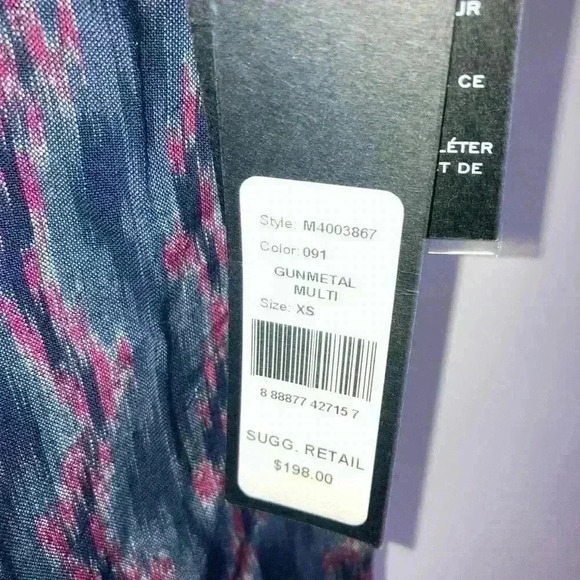 JR
CE
LÉTER
T DE
Style: M4003867
Color: 091
GUNMETAL
MULTI
Size: XS
8 88877 42715 7
SUGG. RETAIL
$198.00